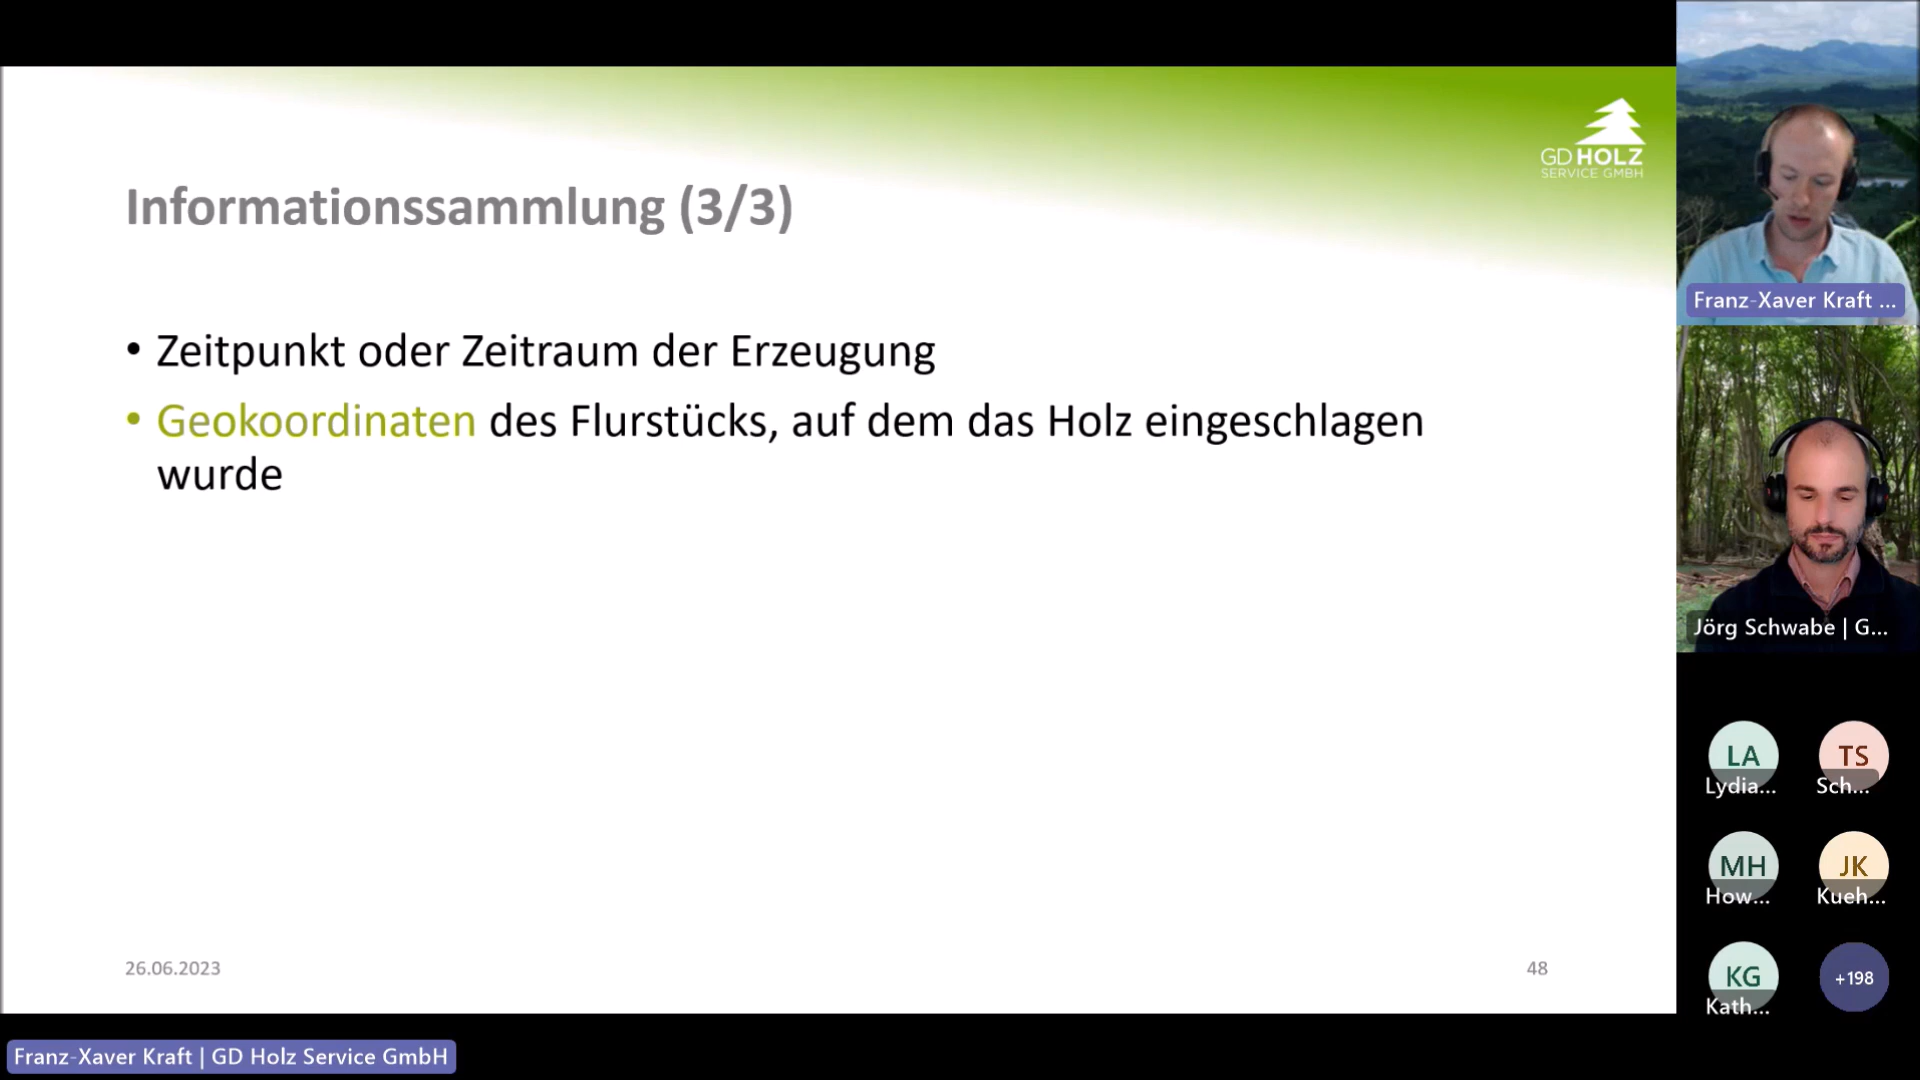 GD HOLZ
SERVICE GMBH
Informationssammlung (3/3)
• Zeitpunkt oder Zeitraum der Erzeugung
• Geokoordinaten des Flurstücks, auf dem das Holz eingeschlagen
wurde
26.06.2023
48
Franz-Xaver Kraft ...
Jörg Schwabe | G...
LA
Lydia...
TS
Sch...
MH
How...
JK
Kueh...
KG
Kath...
+198
Franz-Xaver Kraft | GD Holz Service GmbH